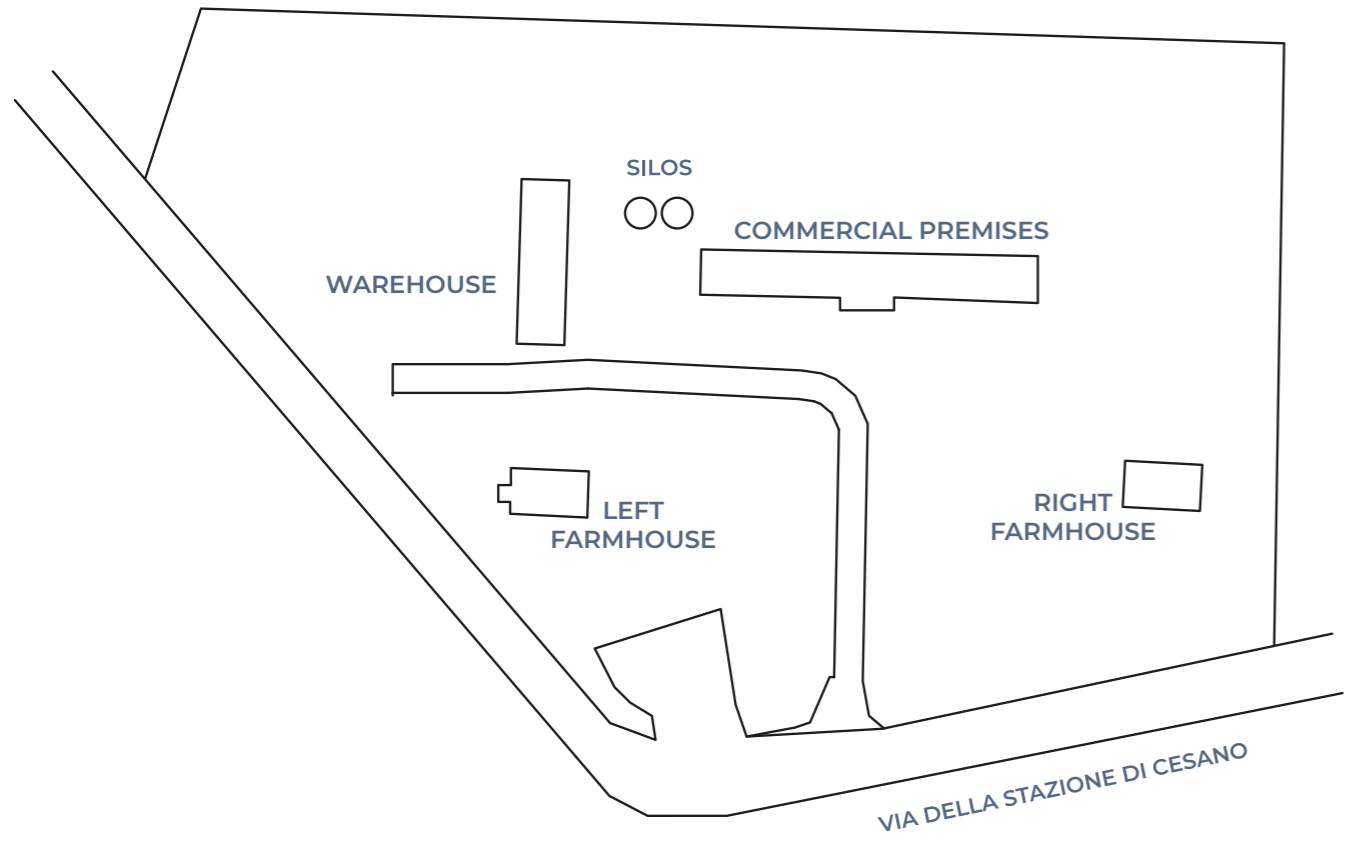 SILOS
COMMERCIAL PREMISES
WAREHOUSE
LEFT
FARMHOUSE
RIGHT
FARMHOUSE
VIA DELLA STAZIONE DI CESANO